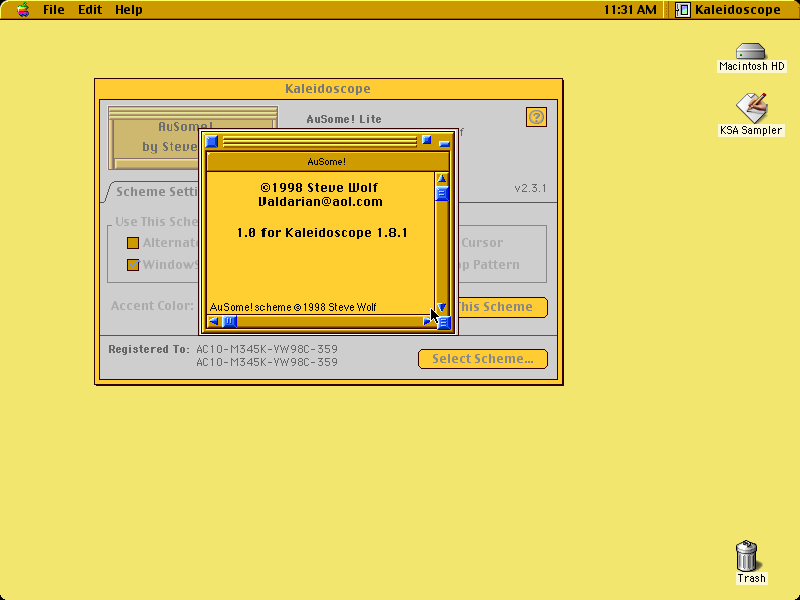 File Edit Help
11:31 AM Kaleidoscope
Macintosh HD
KSA Sampler
Kaleidoscope
AuSome!
by Steve
AuSome! Lite
?
v2.3.1
Scheme Setti
Use This Sche
Alternat
Cursor
Window
op Pattern
Accent Color:
his Scheme
AuSome!
©1998 Steve Wolf
Valdarian@aol.com
1.0 for Kaleidoscope 1.8.1
AuSome! scheme ©1998 Steve Wolf
Registered To: AC10-M345K-VW98C-359
AC10-M345K-VW98C-359
Select Scheme...
Trash